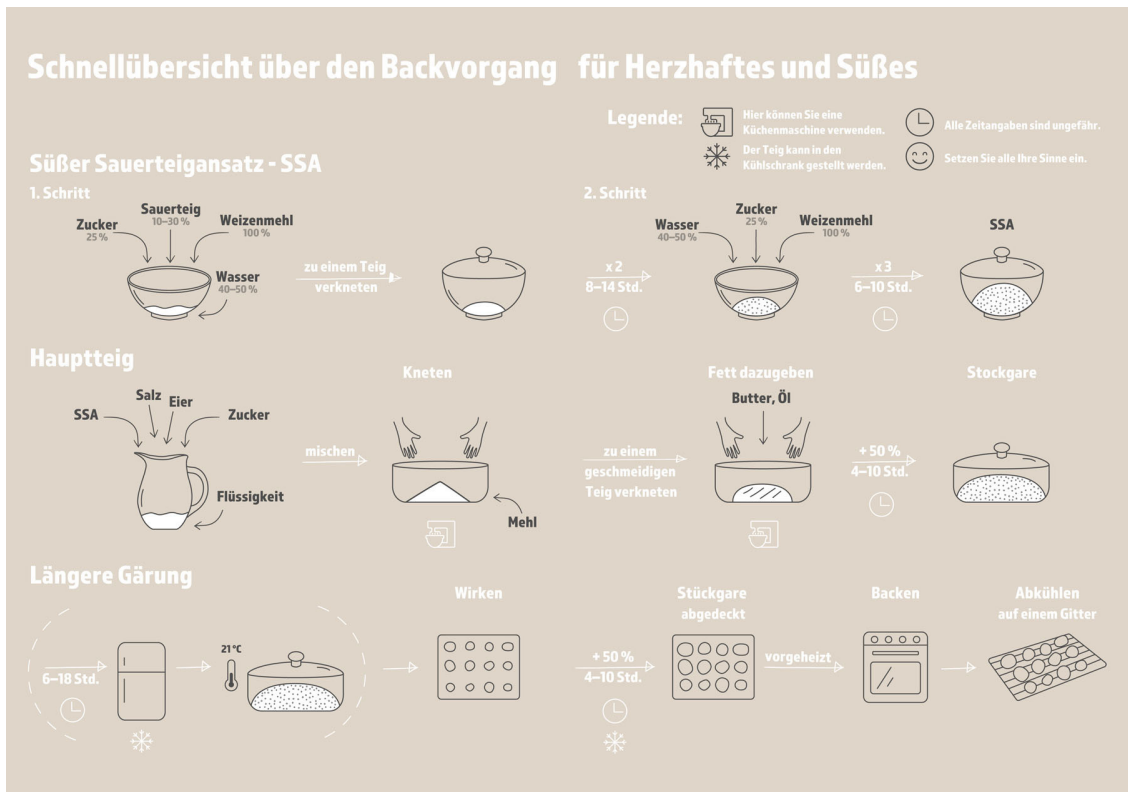 Schnellübersicht über den Backvorgang für Herzhaftes und Süßes
Legende:
Hier können Sie eine
Küchenmaschine verwenden.
Alle Zeitangaben sind ungefähr.
Der Teig kann in den
Kühlschrank gestellt werden.
Setzen Sie alle Ihre Sinne ein.
Süßer Sauerteigansatz - SSA
1. Schritt
Zucker
25 %
Sauerteig
10–30 %
Weizenmehl
100 %
Wasser
40–50 %
zu einem Teig
verkneten
x 2
8–14 Std.
2. Schritt
Wasser
40–50 %
Zucker
25 %
Weizenmehl
100 %
x 3
6–10 Std.
SSA
Hauptteig
SSA
Salz
Eier
Zucker
Flüssigkeit
mischen
Kneten
Mehl
zu einem
geschmeidigen
Teig verkneten
Fett dazugeben
Butter, Öl
+ 50 %
4–10 Std.
Stockgare
Längere Gärung
6–18 Std.
21 °C
Wirken
+ 50 %
4–10 Std.
Stückgare
abgedeckt
vorgeheizt
Backen
Abkühlen
auf einem Gitter